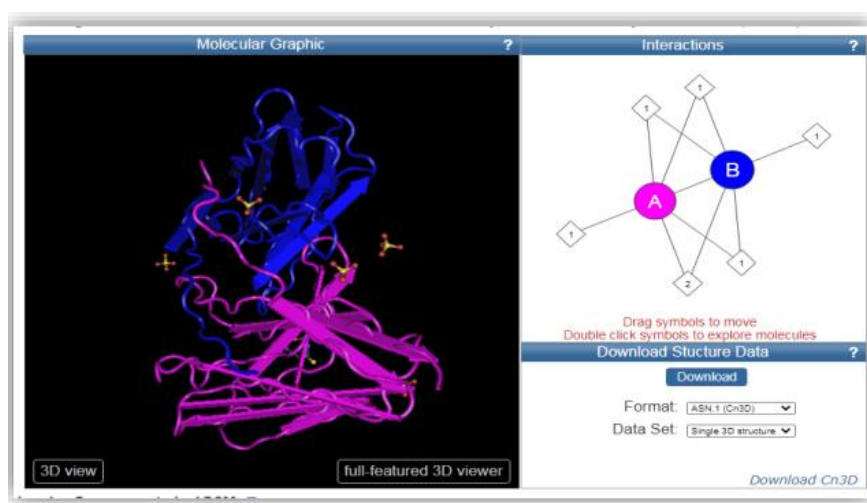 Molecular Graphic ?
3D view
full-featured 3D viewer
Interactions ?
1
1
1
B
A
1
1
2
Drag symbols to move
Double click symbols to explore molecules
Download Stucture Data ?
Download
Format: ASN.1 (Cn3D)
Data Set: Single 3D structure
Download Cn3D